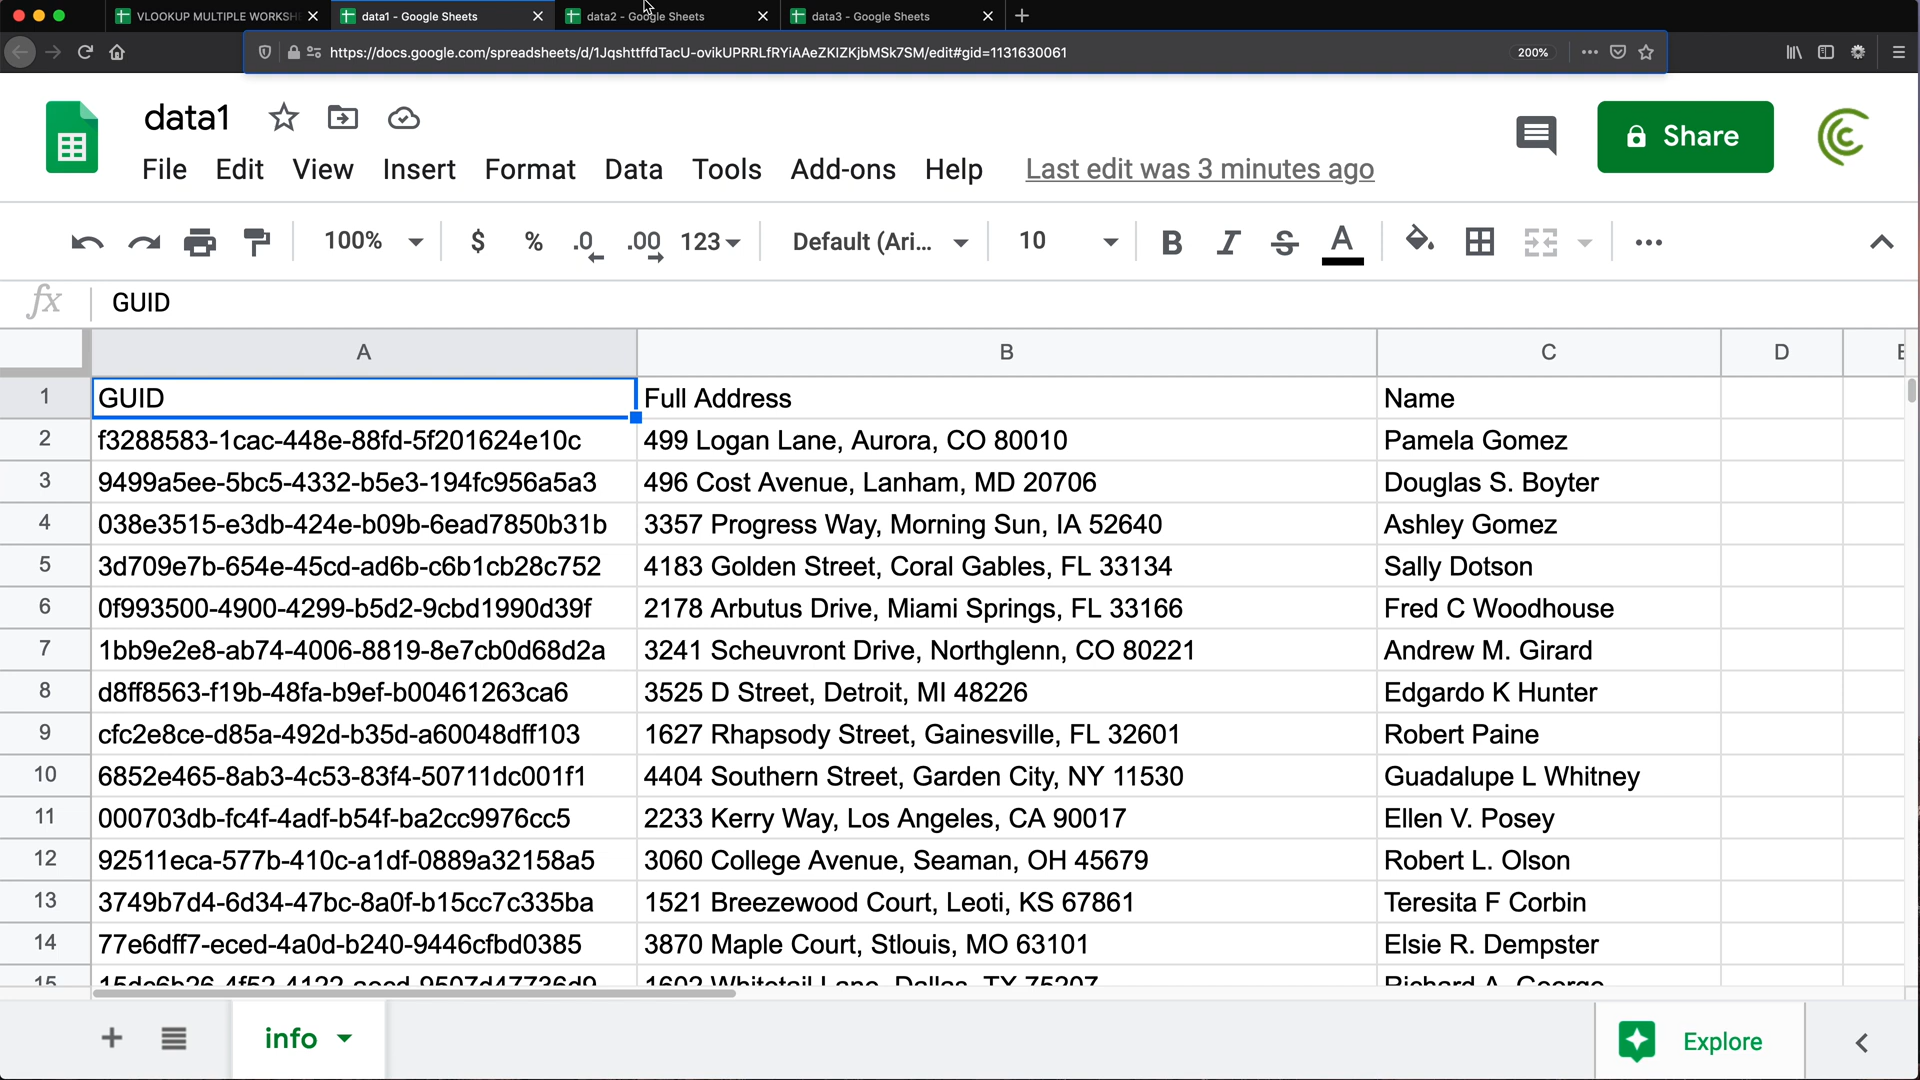 VLOOKUP MULTIPLE WORKSH data1 - Google Sheets data2 - Google Sheets data3 - Google Sheets
https://docs.google.com/spreadsheets/d/1JqshttffdTacU-ovikUPRRLfRYiAAeZKIZKjbMSk7SM/edit#gid=1131630061 200%
data1
Share
File Edit View Insert Format Data Tools Add-ons Help Last edit was 3 minutes ago
100% $ % .0 .00 123 Default (Ari... 10 B I S A
fx GUID
A B C D E
1 GUID Full Address Name
2 f3288583-1cac-448e-88fd-5f201624e10c 499 Logan Lane, Aurora, CO 80010 Pamela Gomez
3 9499a5ee-5bc5-4332-b5e3-194fc956a5a3 496 Cost Avenue, Lanham, MD 20706 Douglas S. Boyter
4 038e3515-e3db-424e-b09b-6ead7850b31b 3357 Progress Way, Morning Sun, IA 52640 Ashley Gomez
5 3d709e7b-654e-45cd-ad6b-c6b1cb28c752 4183 Golden Street, Coral Gables, FL 33134 Sally Dotson
6 0f993500-4900-4299-b5d2-9cbd1990d39f 2178 Arbutus Drive, Miami Springs, FL 33166 Fred C Woodhouse
7 1bb9e2e8-ab74-4006-8819-8e7cb0d68d2a 3241 Scheuvront Drive, Northglenn, CO 80221 Andrew M. Girard
8 d8ff8563-f19b-48fa-b9ef-b00461263ca6 3525 D Street, Detroit, MI 48226 Edgardo K Hunter
9 cfc2e8ce-d85a-492d-b35d-a60048dff103 1627 Rhapsody Street, Gainesville, FL 32601 Robert Paine
10 6852e465-8ab3-4c53-83f4-50711dc001f1 4404 Southern Street, Garden City, NY 11530 Guadalupe L Whitney
11 000703db-fc4f-4adf-b54f-ba2cc9976cc5 2233 Kerry Way, Los Angeles, CA 90017 Ellen V. Posey
12 92511eca-577b-410c-a1df-0889a32158a5 3060 College Avenue, Seaman, OH 45679 Robert L. Olson
13 3749b7d4-6d34-47bc-8a0f-b15cc7c335ba 1521 Breezewood Court, Leoti, KS 67861 Teresita F Corbin
14 77e6dff7-eced-4a0d-b240-9446cfbd0385 3870 Maple Court, Stlouis, MO 63101 Elsie R. Dempster
15 1602 Whitetail Lane, Dallas, TX 75207 Richard A. George
info Explore